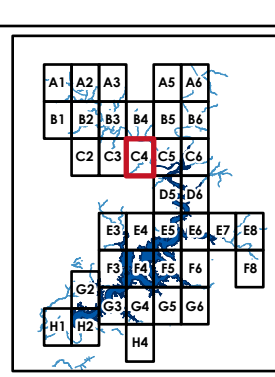 A1 A2 A3 A5 A6
B1 B2 B3 B4 B5 B6
C2 C3 C4 C5 C6
D5 D6
E3 E4 E5 E6 E7 E8
F3 F4 F5 F6 F8
G2
G3 G4 G5 G6
H1 H2
H4